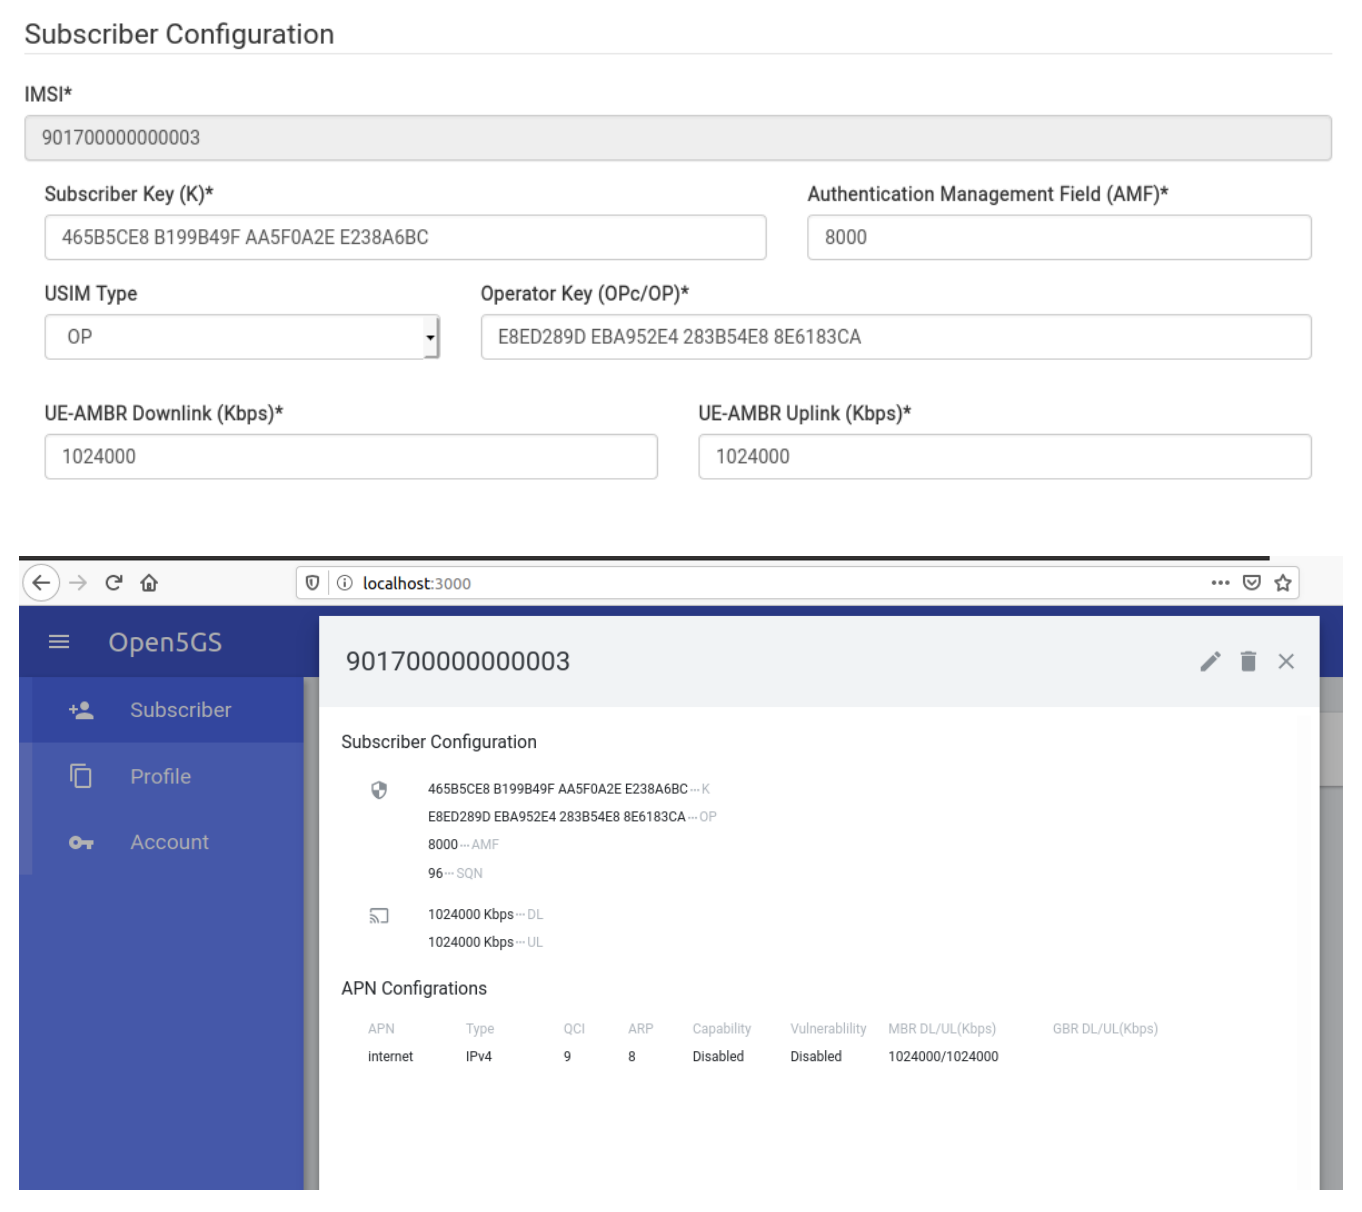 Subscriber Configuration
IMSI*
901700000000003
Subscriber Key (K)* Authentication Management Field (AMF)*
465B5CE8 B199B49F AA5F0A2E E238A6BC 8000
USIM Type Operator Key (OPc/OP)*
OP E8ED289D EBA952E4 283B54E8 8E6183CA
UE-AMBR Downlink (Kbps)* UE-AMBR Uplink (Kbps)*
1024000 1024000
localhost:3000
Open5GS
901700000000003
Subscriber
Profile
Account
Subscriber Configuration
465B5CE8 B199B49F AA5F0A2E E238A6BC---K
E8ED289D EBA952E4 283B54E8 8E6183CA---OP
8000---AMF
96---SQN
1024000 Kbps---DL
1024000 Kbps---UL
APN Configrations
APN Type QCI ARP Capability Vulnerablility MBR DL/UL(Kbps) GBR DL/UL(Kbps)
internet IPv4 9 8 Disabled Disabled 1024000/1024000